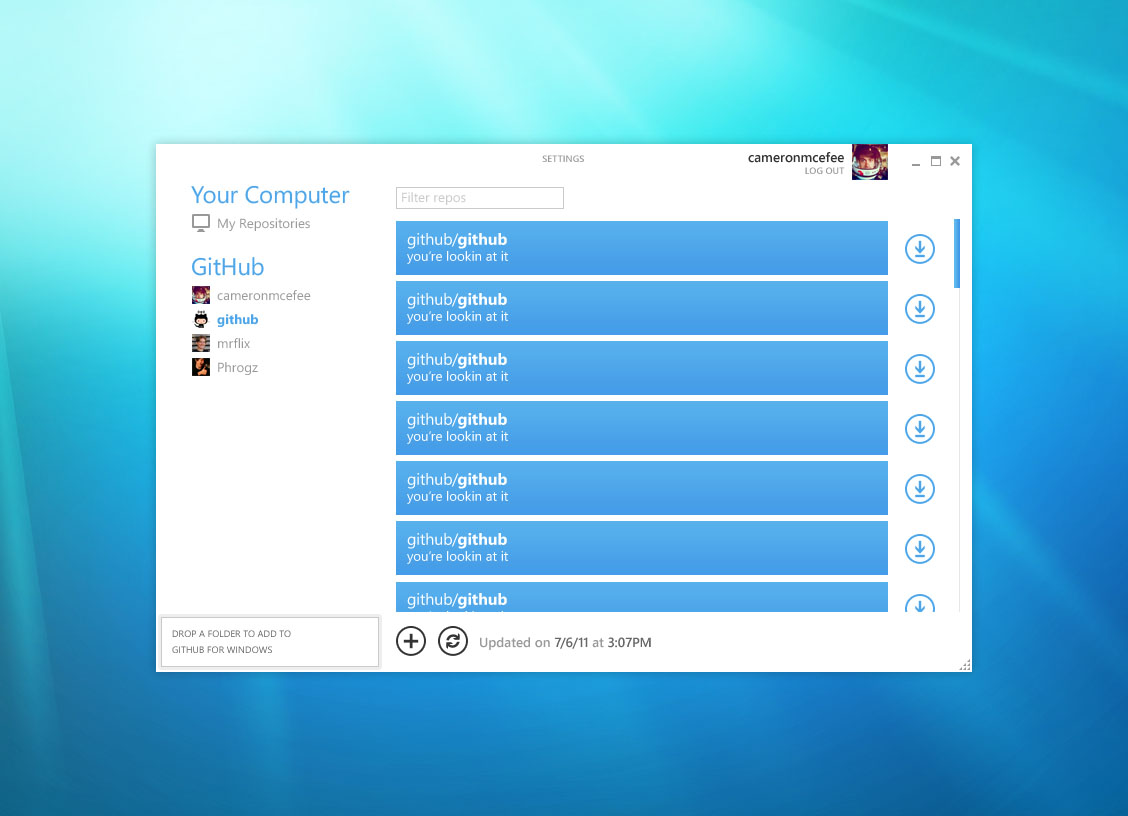 SETTINGS
cameronmcefee
LOG OUT
Your Computer
My Repositories
GitHub
cameronmcefee
github
mrflix
Phrogz
DROP A FOLDER TO ADD TO
GITHUB FOR WINDOWS
Filter repos
github/github
you're lookin at it
github/github
you're lookin at it
github/github
you're lookin at it
github/github
you're lookin at it
github/github
you're lookin at it
github/github
you're lookin at it
github/github
Updated on 7/6/11 at 3:07PM